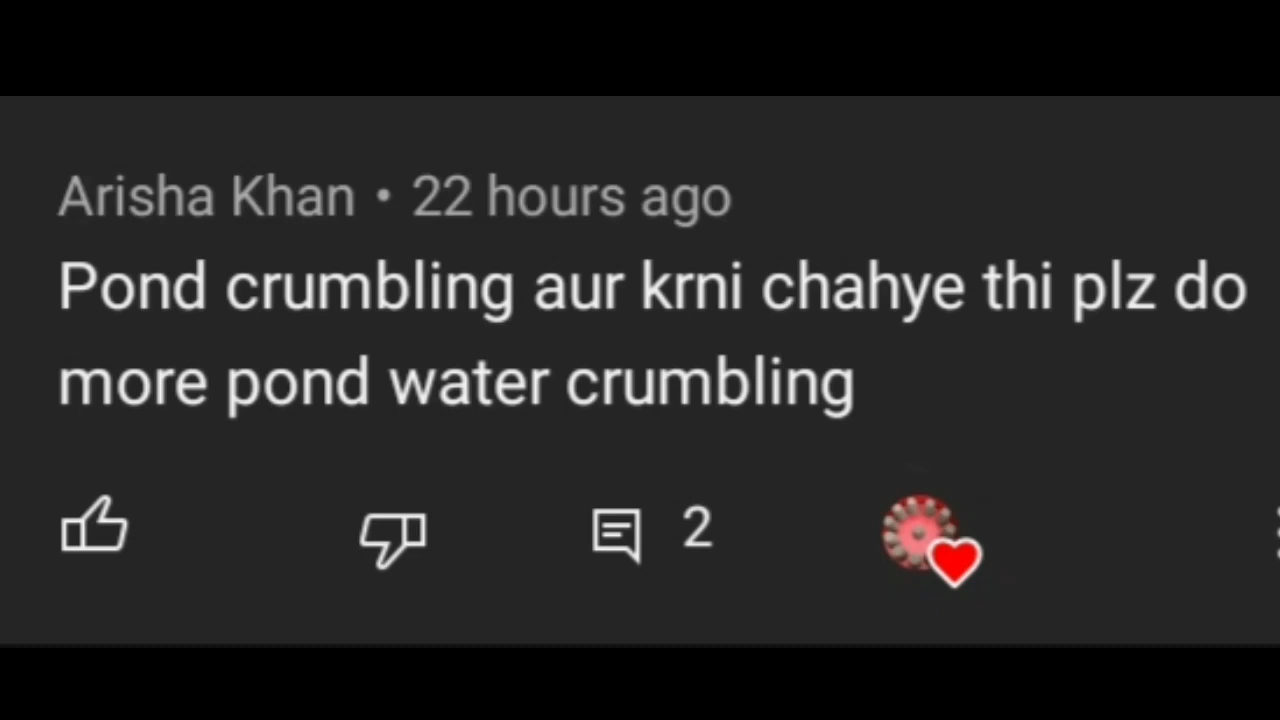 Arisha Khan • 22 hours ago
Pond crumbling aur krni chahye thi plz do
more pond water crumbling
2